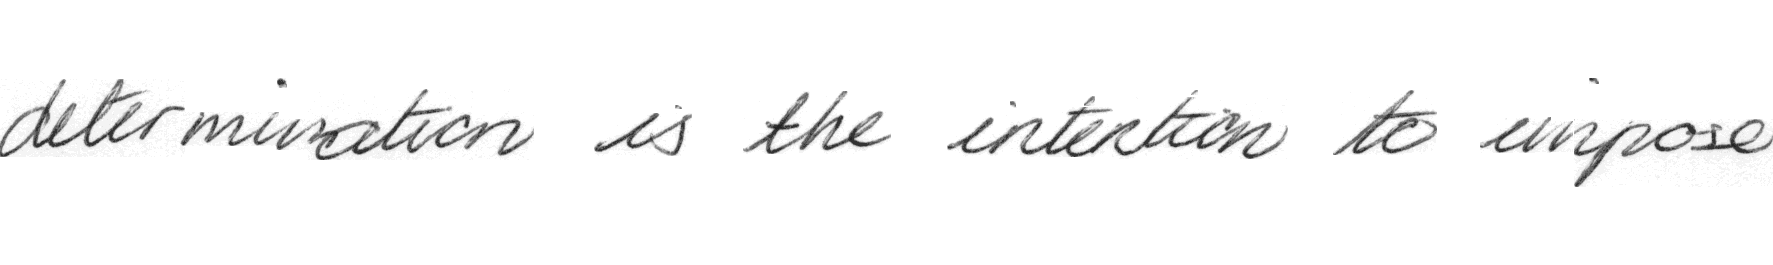 determination is the intention to impose